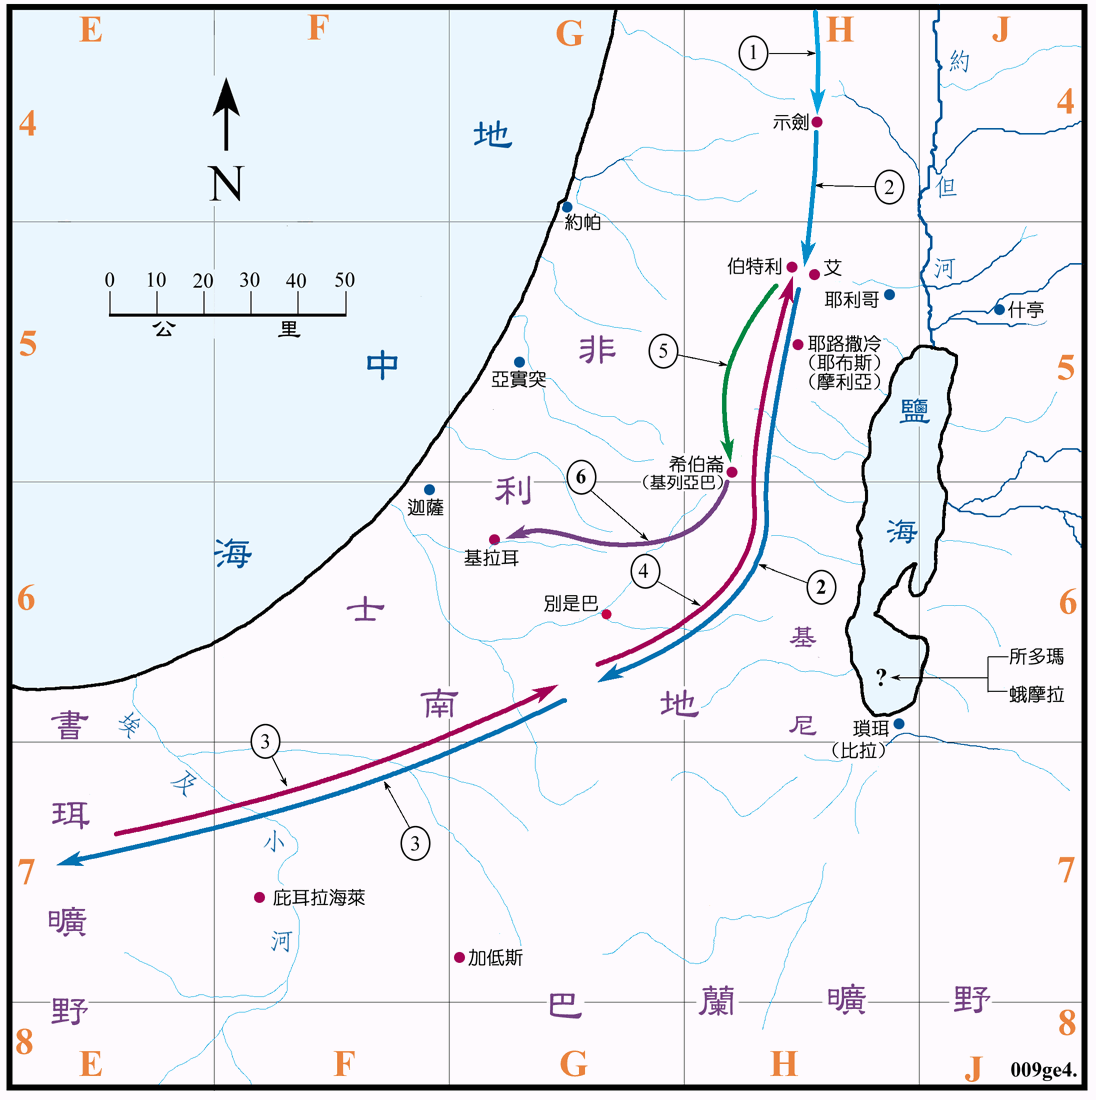 E F G H J
①
4 4
示劍
地
約
②
N
但
約帕
伯特利 艾
河
耶利哥
什亭
0 10 20 30 40 50
公 里
5 5
非
⑤
耶路撒冷
(耶布斯)
(摩利亞)
中
亞實突
鹽
希伯崙
(基列亞巴)
⑥
利
迦薩
海
海
基拉耳
④
②
6 6
別是巴
士
基
所多瑪
?
蛾摩拉
南
地
書
埃
尼
瑣珥
(比拉)
③
及
珥
小
③
7 7
庇耳拉海萊
曠
河
加低斯
野
巴 蘭 曠 野
8 8
E F G H J
009ge4.